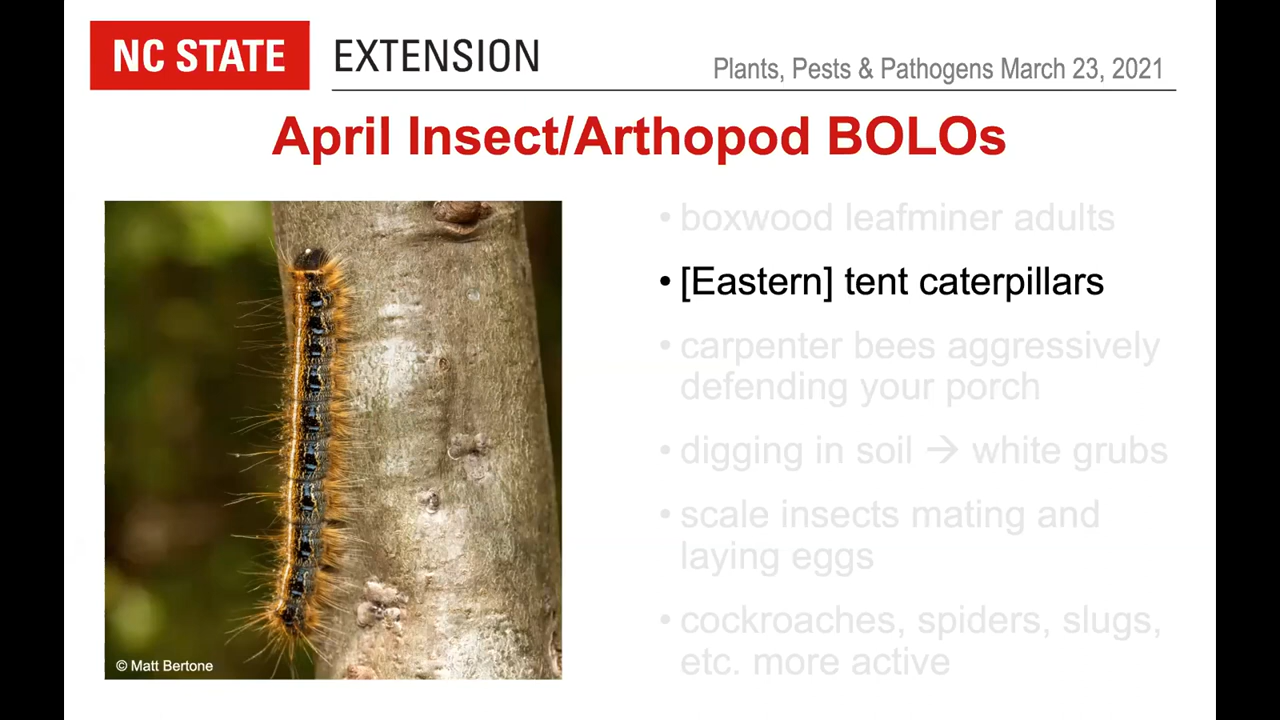 NC STATE EXTENSION
Plants, Pests & Pathogens March 23, 2021
April Insect/Arthopod BOLOs
• boxwood leafminer adults
• [Eastern] tent caterpillars
• carpenter bees aggressively
defending your porch
• digging in soil → white grubs
• scale insects mating and
laying eggs
• cockroaches, spiders, slugs,
etc. more active
© Matt Bertone